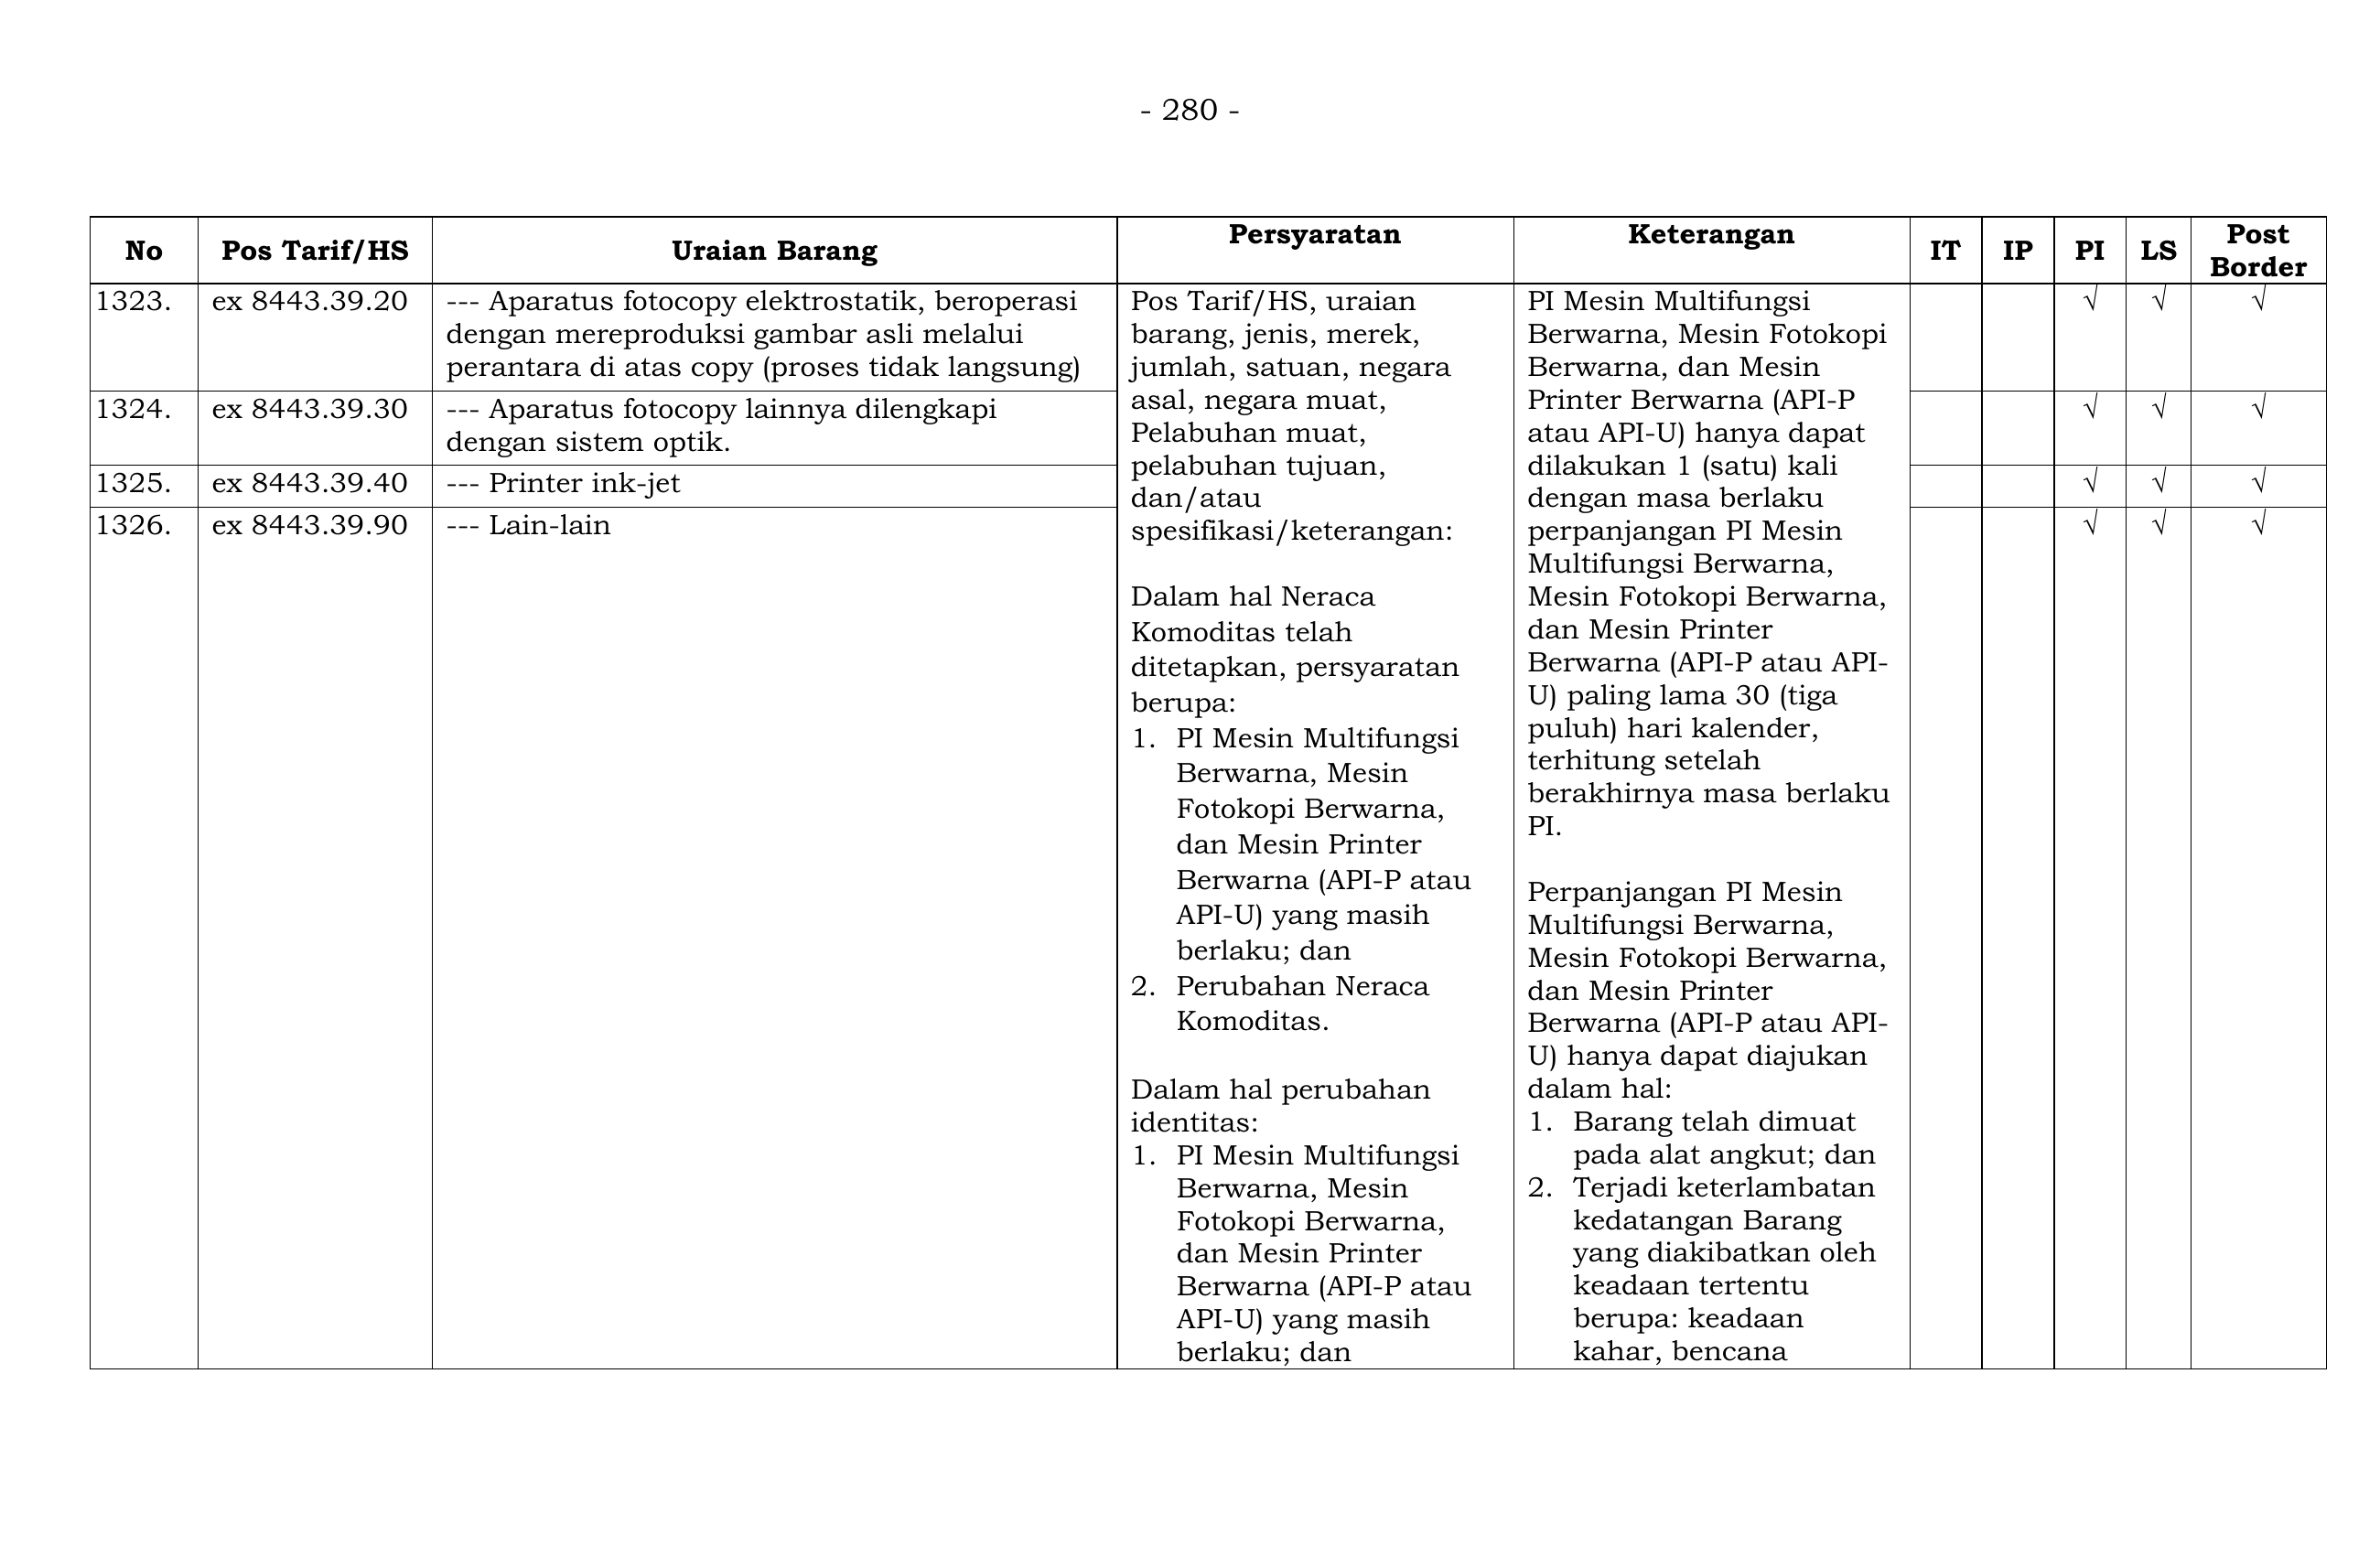 - 280 -
No
Pos Tarif/HS
Uraian Barang
Persyaratan
Keterangan
IT
IP
PI
LS
Post
Border
1323.
ex 8443.39.20
--- Aparatus fotocopy elektrostatik, beroperasi
dengan mereproduksi gambar asli melalui
perantara di atas copy (proses tidak langsung)
√
√
√
1324.
ex 8443.39.30
--- Aparatus fotocopy lainnya dilengkapi
dengan sistem optik.
√
√
√
1325.
ex 8443.39.40
--- Printer ink-jet
√
√
√
1326.
ex 8443.39.90
--- Lain-lain
√
√
√
Pos Tarif/HS, uraian
barang, jenis, merek,
jumlah, satuan, negara
asal, negara muat,
Pelabuhan muat,
pelabuhan tujuan,
dan/atau
spesifikasi/keterangan:
Dalam hal Neraca
Komoditas telah
ditetapkan, persyaratan
berupa:
1. PI Mesin Multifungsi
Berwarna, Mesin
Fotokopi Berwarna,
dan Mesin Printer
Berwarna (API-P atau
API-U) yang masih
berlaku; dan
2. Perubahan Neraca
Komoditas.
Dalam hal perubahan
identitas:
1. PI Mesin Multifungsi
Berwarna, Mesin
Fotokopi Berwarna,
dan Mesin Printer
Berwarna (API-P atau
API-U) yang masih
berlaku; dan
PI Mesin Multifungsi
Berwarna, Mesin Fotokopi
Berwarna, dan Mesin
Printer Berwarna (API-P
atau API-U) hanya dapat
dilakukan 1 (satu) kali
dengan masa berlaku
perpanjangan PI Mesin
Multifungsi Berwarna,
Mesin Fotokopi Berwarna,
dan Mesin Printer
Berwarna (API-P atau API-
U) paling lama 30 (tiga
puluh) hari kalender,
terhitung setelah
berakhirnya masa berlaku
PI.
Perpanjangan PI Mesin
Multifungsi Berwarna,
Mesin Fotokopi Berwarna,
dan Mesin Printer
Berwarna (API-P atau API-
U) hanya dapat diajukan
dalam hal:
1. Barang telah dimuat
pada alat angkut; dan
2. Terjadi keterlambatan
kedatangan Barang
yang diakibatkan oleh
keadaan tertentu
berupa: keadaan
kahar, bencana